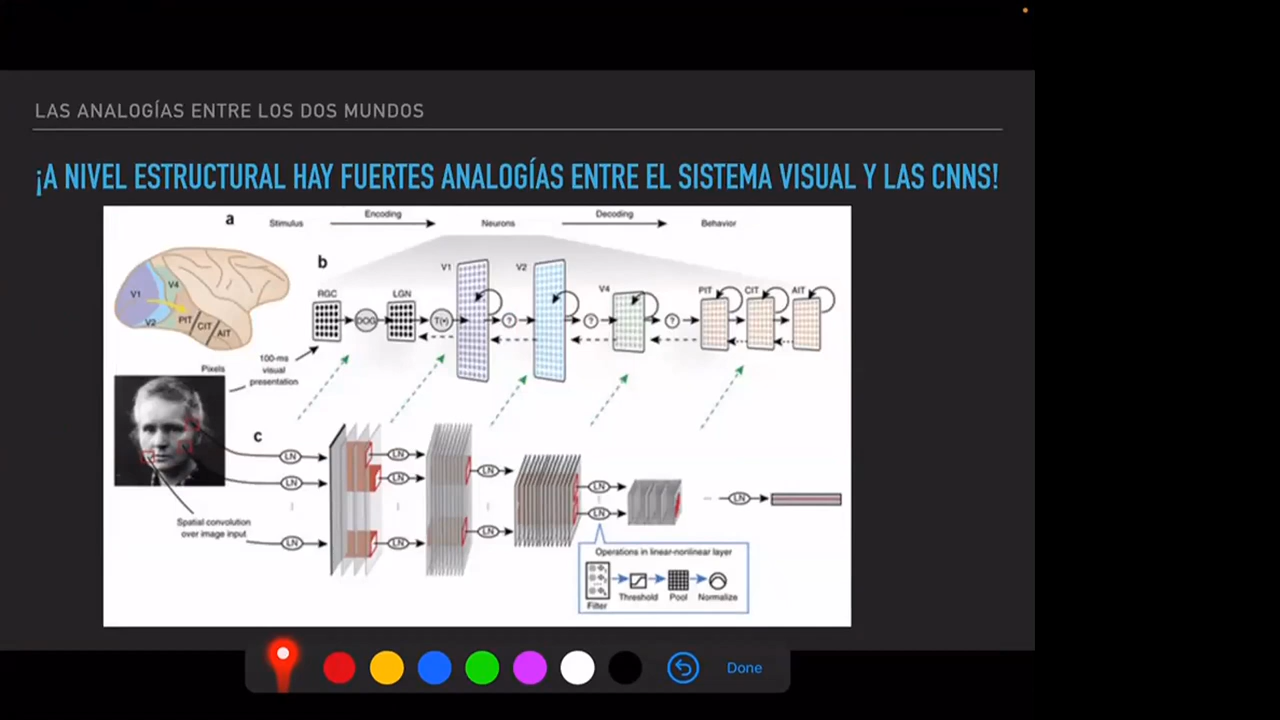 LAS ANALOGÍAS ENTRE LOS DOS MUNDOS
¡A NIVEL ESTRUCTURAL HAY FUERTES ANALOGÍAS ENTRE EL SISTEMA VISUAL Y LAS CNNS!
a
Stimulus
Encoding
Neurons
Decoding
Behavior
b
V1
V2
V4
PIT
CIT
AIT
RGC
DOG
LGN
T(•)
?
?
?
V1
V4
V2
PIT
CIT
AIT
100-ms
visual
presentation
Pixels
c
LN
LN
LN
LN
LN
LN
LN
LN
LN
LN
LN
Spatial convolution
over image input
Operations in linear-nonlinear layer
Filter
Threshold
Pool
Normalize
Done